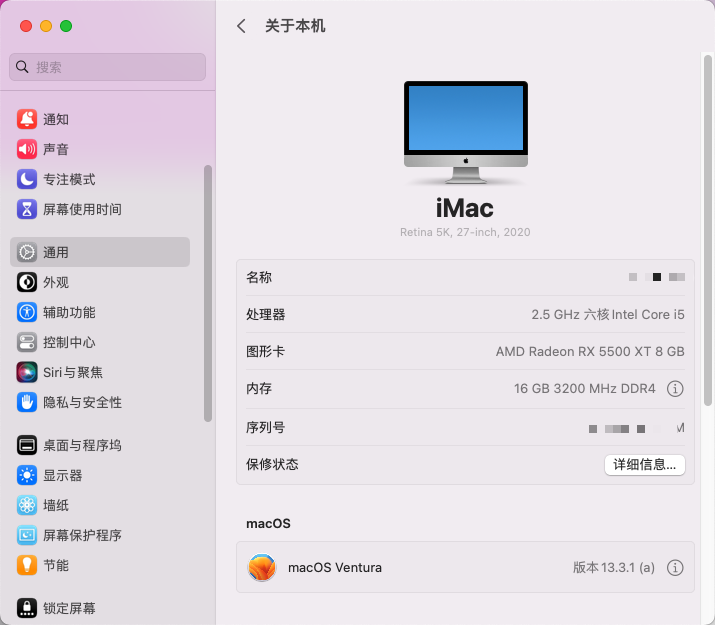 关于本机
搜索
通知
声音
专注模式
屏幕使用时间
通用
外观
辅助功能
控制中心
Siri与聚焦
隐私与安全性
桌面与程序坞
显示器
墙纸
屏幕保护程序
节能
锁定屏幕
iMac
Retina 5K, 27-inch, 2020
名称
处理器 2.5 GHz 六核Intel Core i5
图形卡 AMD Radeon RX 5500 XT 8 GB
内存 16 GB 3200 MHz DDR4
序列号
保修状态 详细信息...
macOS
macOS Ventura 版本13.3.1 (a)